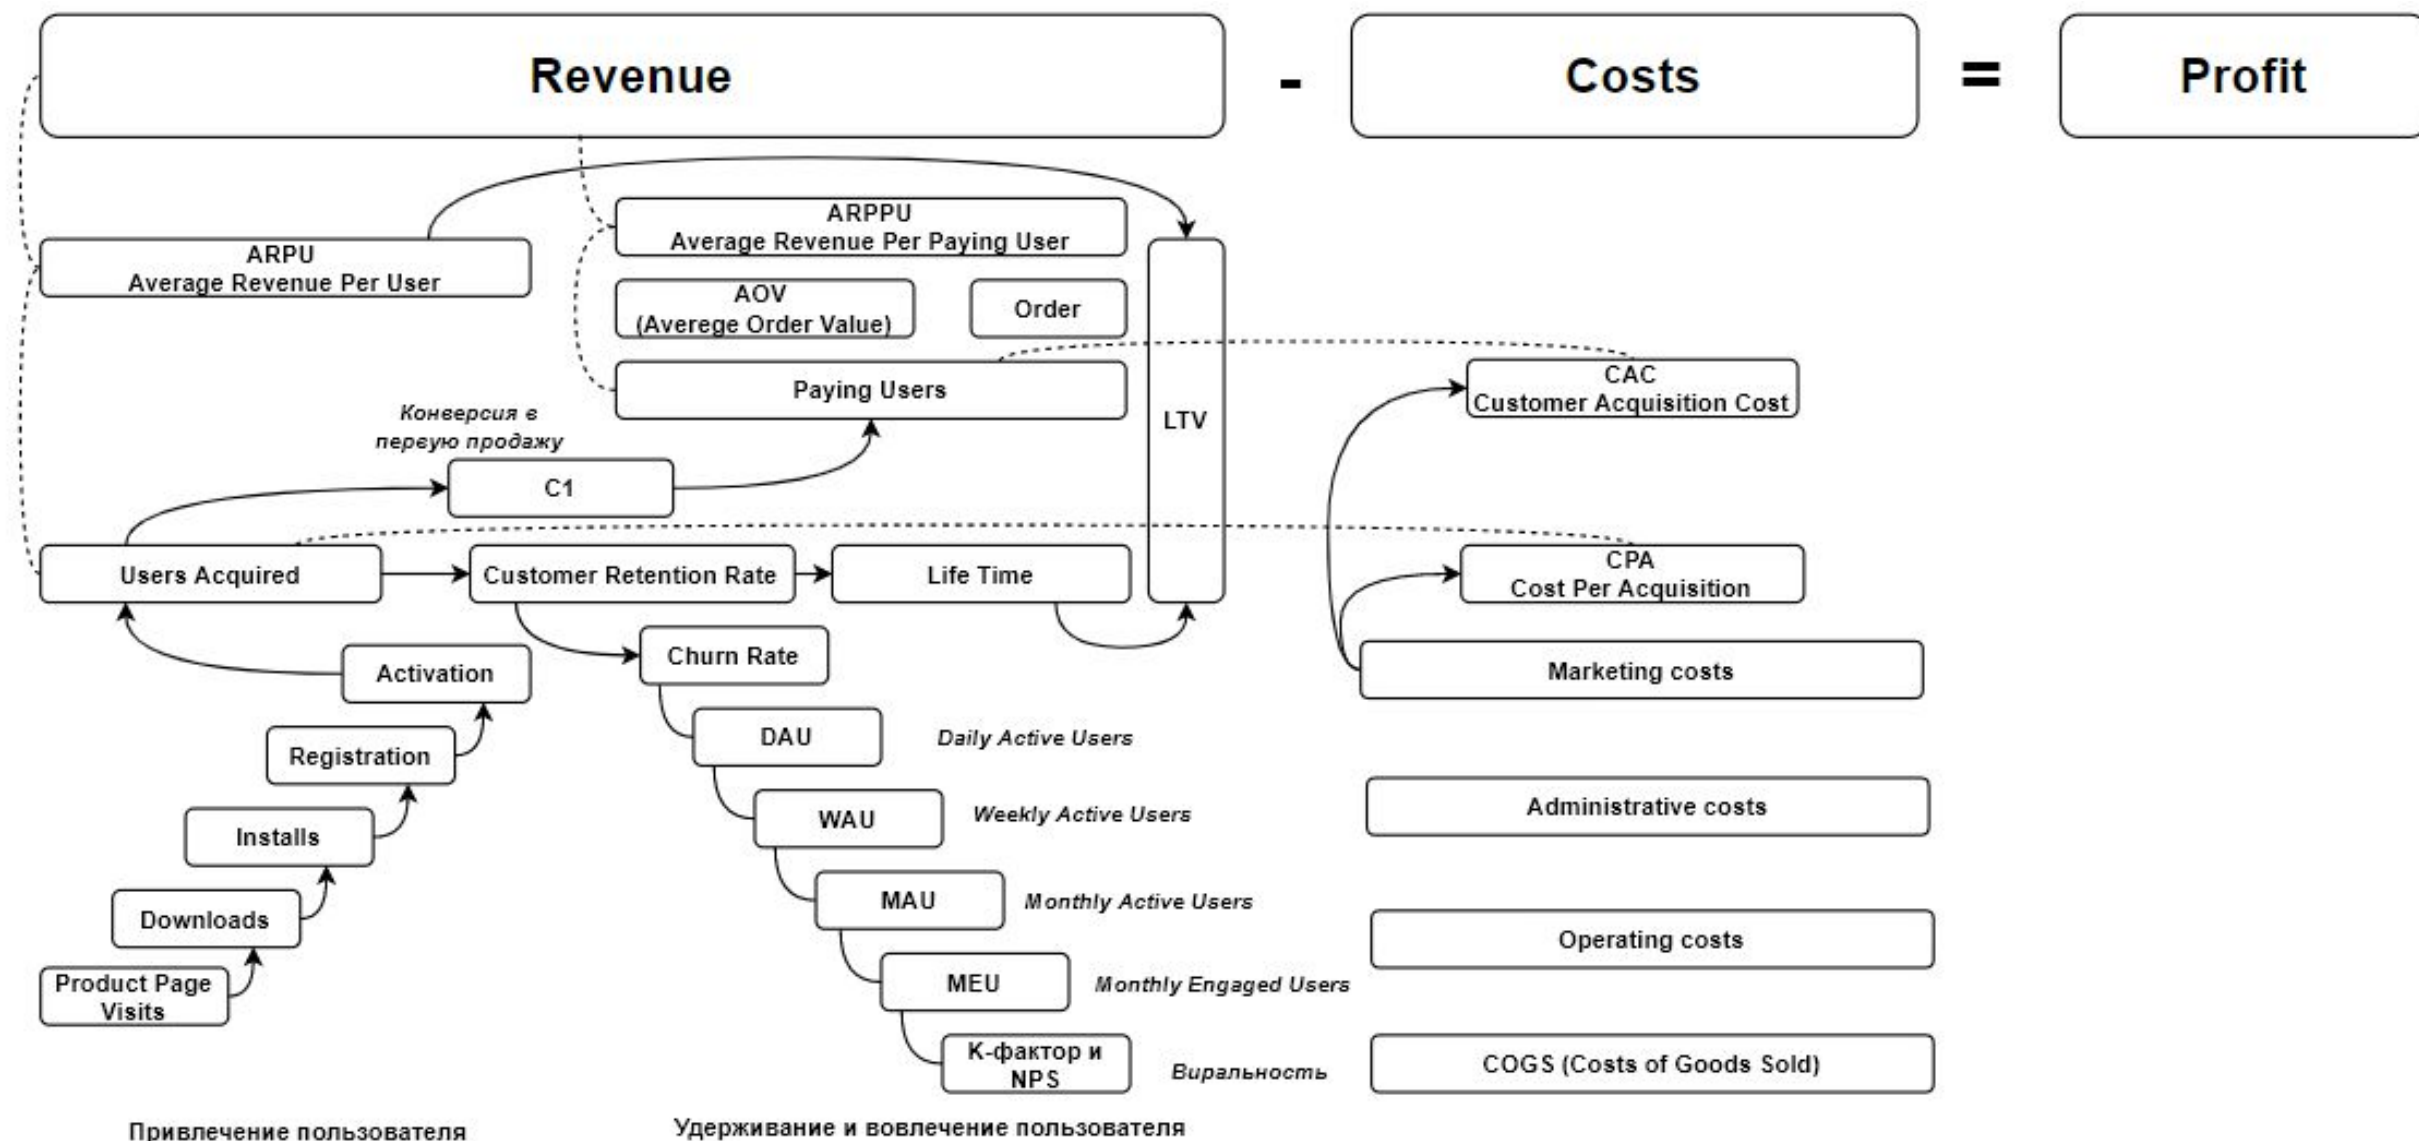 Revenue
-
Costs
=
Profit
ARPU
Average Revenue Per User
ARPPU
Average Revenue Per Paying User
AOV
(Averege Order Value)
Order
Paying Users
LTV
CAC
Customer Acquisition Cost
Конверсия в
первую продажу
C1
Users Acquired
Customer Retention Rate
Life Time
CPA
Cost Per Acquisition
Activation
Churn Rate
Marketing costs
Registration
DAU
Daily Active Users
Installs
WAU
Weekly Active Users
Administrative costs
Downloads
MAU
Monthly Active Users
Operating costs
Product Page
Visits
MEU
Monthly Engaged Users
К-фактор и
NPS
Виральность
COGS (Costs of Goods Sold)
Привлечение пользователя
Удерживание и вовлечение пользователя